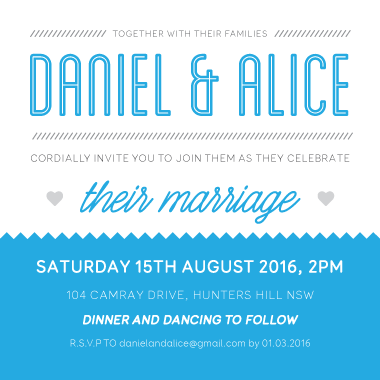 TOGETHER WITH THEIR FAMILIES
DANIEL & ALICE
CORDIALLY INVITE YOU TO JOIN THEM AS THEY CELEBRATE
their marriage
SATURDAY 15TH AUGUST 2016, 2PM
104 CAMRAY DRIVE, HUNTERS HILL NSW
DINNER AND DANCING TO FOLLOW
R.S.V.P TO danielandalice@gmail.com by 01.03.2016